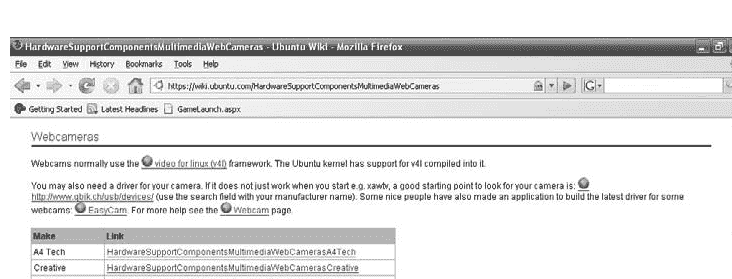 HardwareSupportComponentsMultimediaWebCameras - Ubuntu Wiki - Mozilla Firefox
File Edit View History Bookmarks Tools Help
https://wiki.ubuntu.com/HardwareSupportComponentsMultimediaWebCameras G
Getting Started Latest Headlines GameLaunch.aspx
Webcameras
Webcams normally use the video for linux (v4l) framework. The Ubuntu kernel has support for v4l compiled into it.
You may also need a driver for your camera. If it does not just work when you start e.g. xawtv, a good starting point to look for your camera is:
http://www.qbik.ch/usb/devices/ (use the search field with your manufacturer name). Some nice people have also made an application to build the latest driver for some
webcams: EasyCam. For more help see the Webcam page.
Make Link
A4 Tech HardwareSupportComponentsMultimediaWebCamerasA4Tech
Creative HardwareSupportComponentsMultimediaWebCamerasCreative